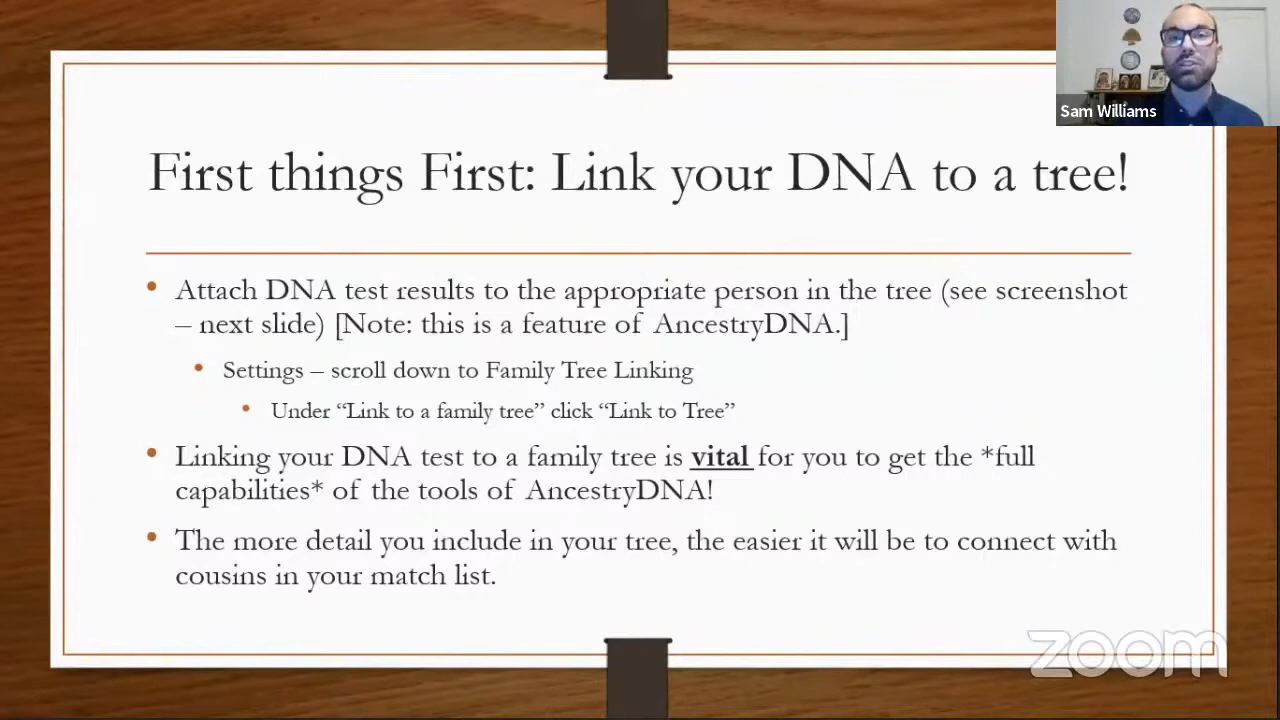 Sam Williams
First things First: Link your DNA to a tree!
• Attach DNA test results to the appropriate person in the tree (see screenshot
– next slide) [Note: this is a feature of AncestryDNA.]
• Settings – scroll down to Family Tree Linking
• Under “Link to a family tree” click “Link to Tree”
• Linking your DNA test to a family tree is vital for you to get the *full
capabilities* of the tools of AncestryDNA!
• The more detail you include in your tree, the easier it will be to connect with
cousins in your match list.
zoom